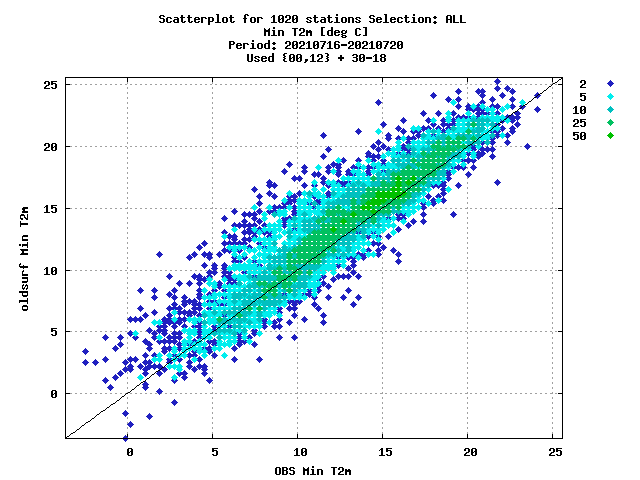 Scatterplot for 1020 stations Selection: ALL
Min T2m [deg C]
Period: 20210716-20210720
Used {00,12} + 30-18
25
20
15
10
5
0
oldsurf Min T2m
0 5 10 15 20 25
OBS Min T2m
2
5
10
25
50